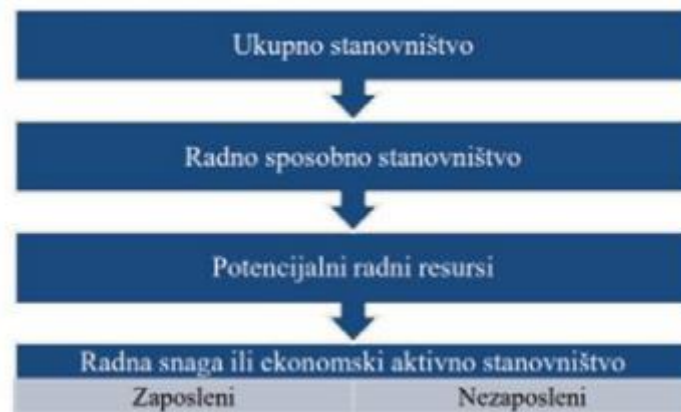 Ukupno stanovništvo
Radno sposobno stanovništvo
Potencijalni radni resursi
Radna snaga ili ekonomski aktivno stanovništvo
Zaposleni Nezaposleni